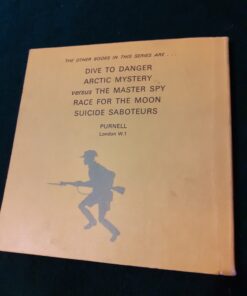 THE OTHER BOOKS IN THIS SERIES ARE . . .
DIVE TO DANGER
ARCTIC MYSTERY
versus THE MASTER SPY
RACE FOR THE MOON
SUICIDE SABOTEURS
PURNELL
London W.1